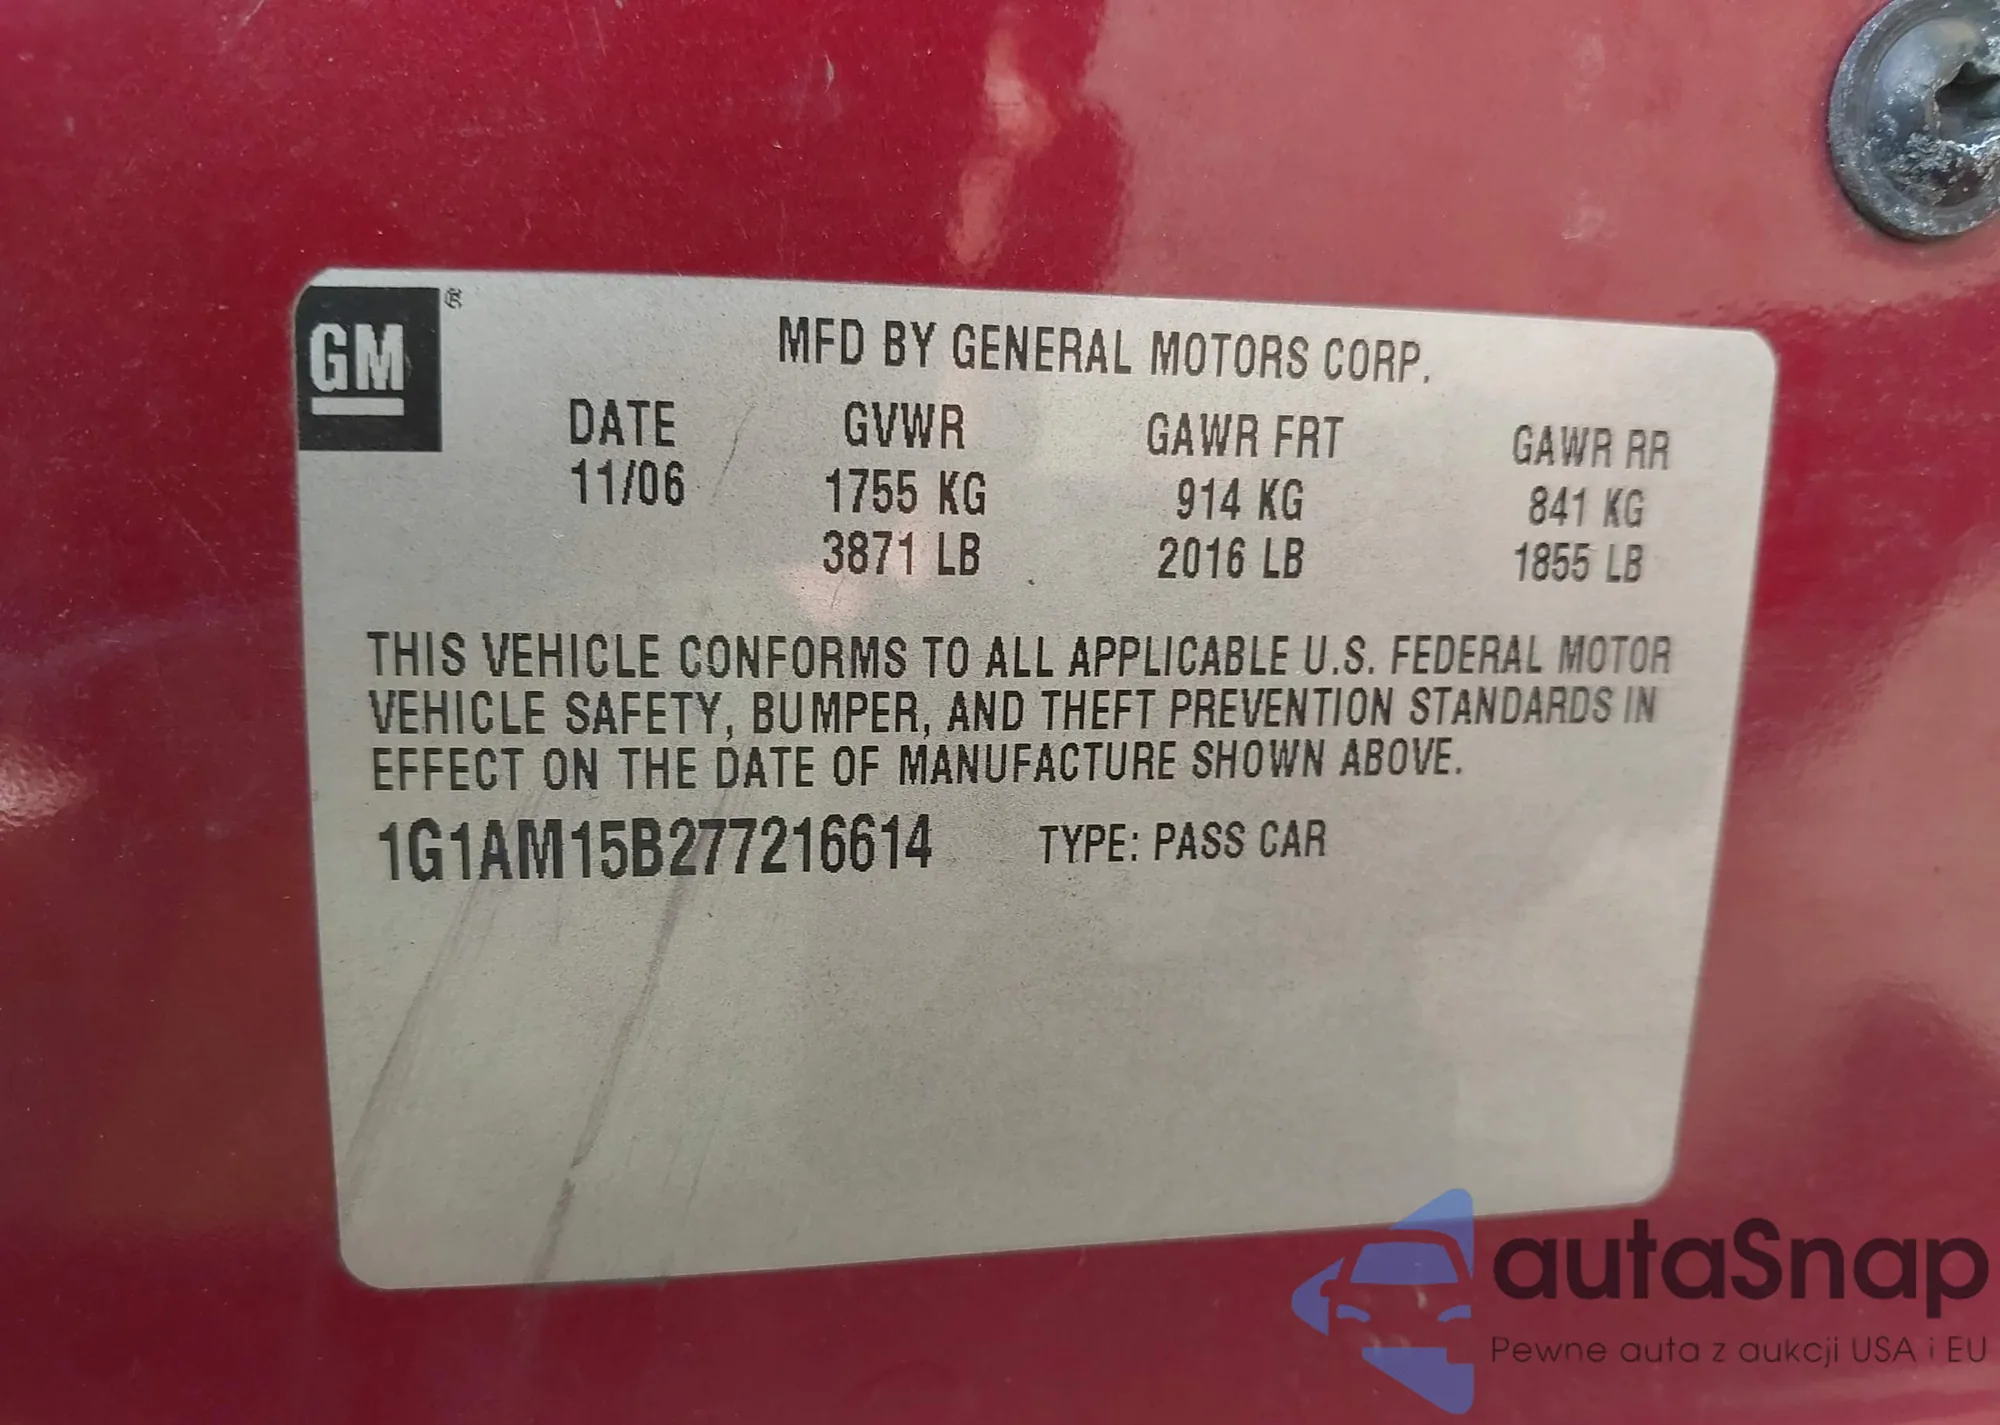 GM ®
MFD BY GENERAL MOTORS CORP.
DATE GVWR GAWR FRT GAWR RR
11/06 1755 KG 914 KG 841 KG
3871 LB 2016 LB 1855 LB
THIS VEHICLE CONFORMS TO ALL APPLICABLE U.S. FEDERAL MOTOR
VEHICLE SAFETY, BUMPER, AND THEFT PREVENTION STANDARDS IN
EFFECT ON THE DATE OF MANUFACTURE SHOWN ABOVE.
1G1AM15B277216614 TYPE: PASS CAR
autaSnap
Pewne auta z aukcji USA i EU